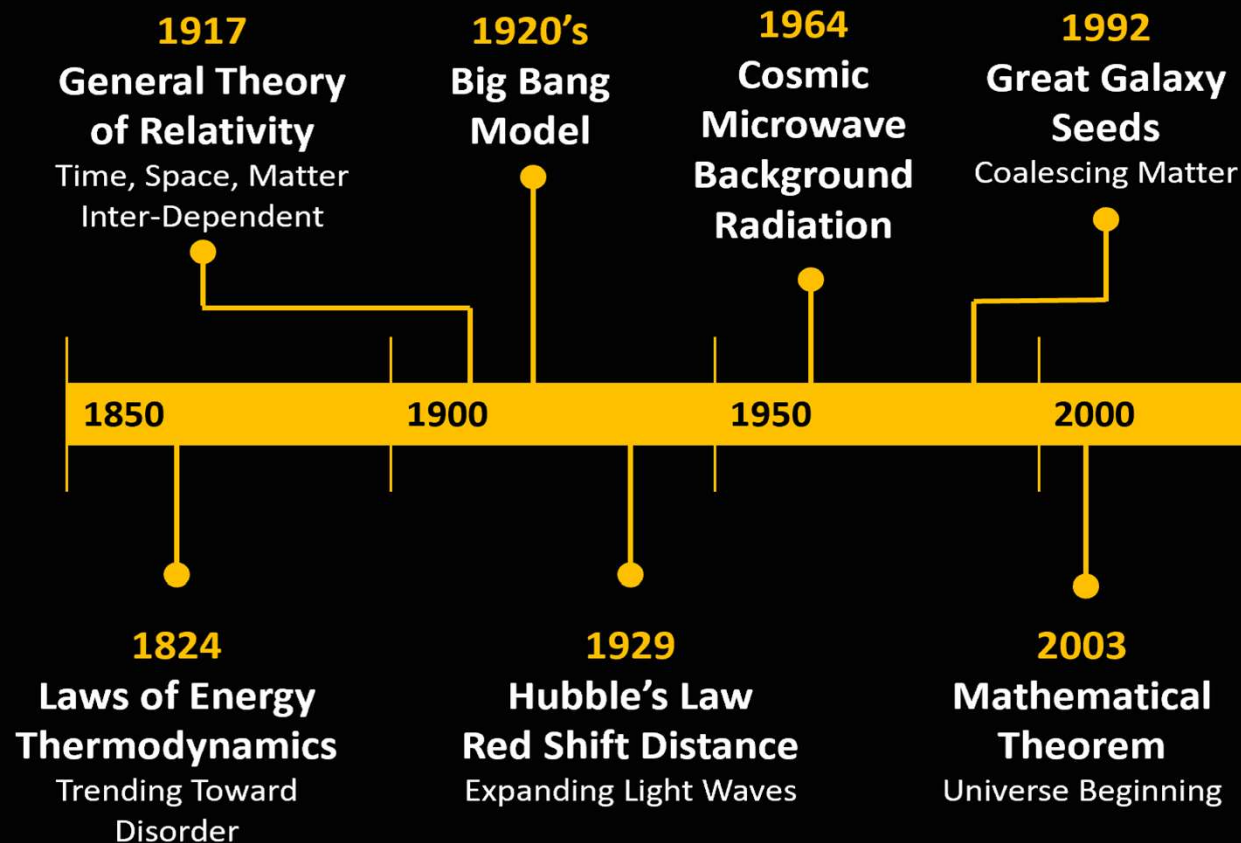 1917
General Theory
of Relativity
Time, Space, Matter
Inter-Dependent
1920's
Big Bang
Model
1964
Cosmic
Microwave
Background
Radiation
1992
Great Galaxy
Seeds
Coalescing Matter
1850
1900
1950
2000
1824
Laws of Energy
Thermodynamics
Trending Toward
Disorder
1929
Hubble's Law
Red Shift Distance
Expanding Light Waves
2003
Mathematical
Theorem
Universe Beginning